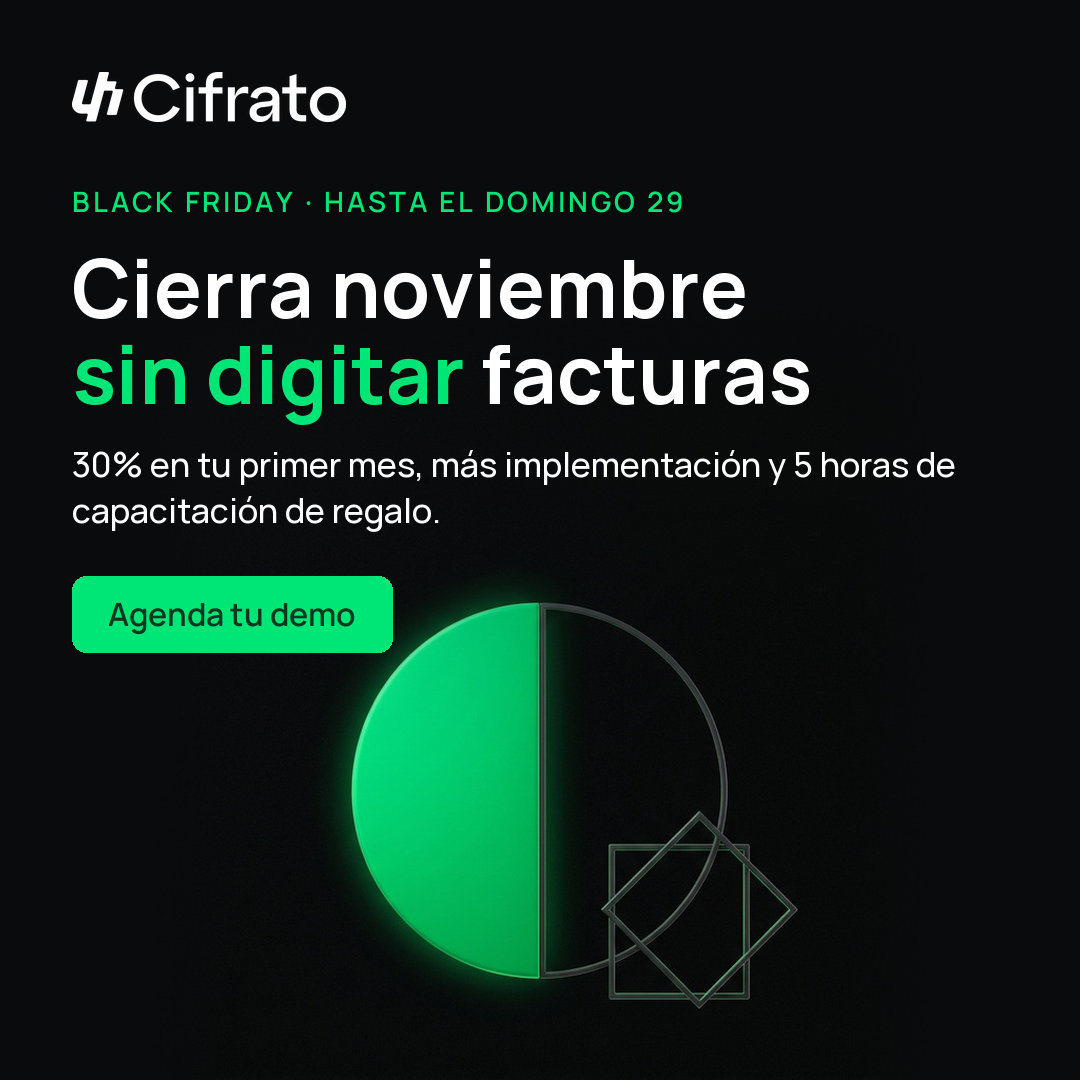 Cifrato
BLACK FRIDAY · HASTA EL DOMINGO 29
Cierra noviembre
sin digitar facturas
30% en tu primer mes, más implementación y 5 horas de
capacitación de regalo.
Agenda tu demo